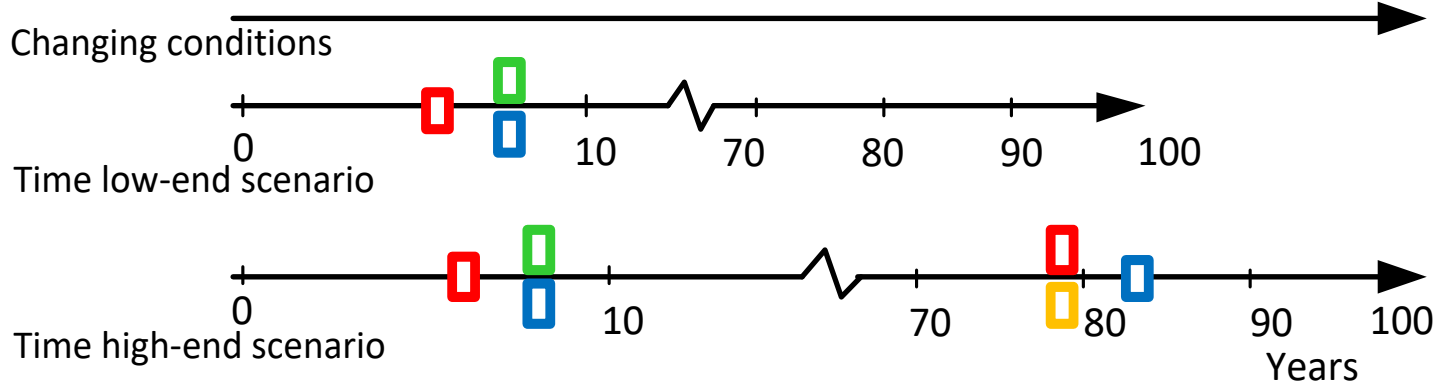 Changing conditions
0 10 70 80 90 100
Time low-end scenario
0 10 70 80 90 100
Time high-end scenario
Years